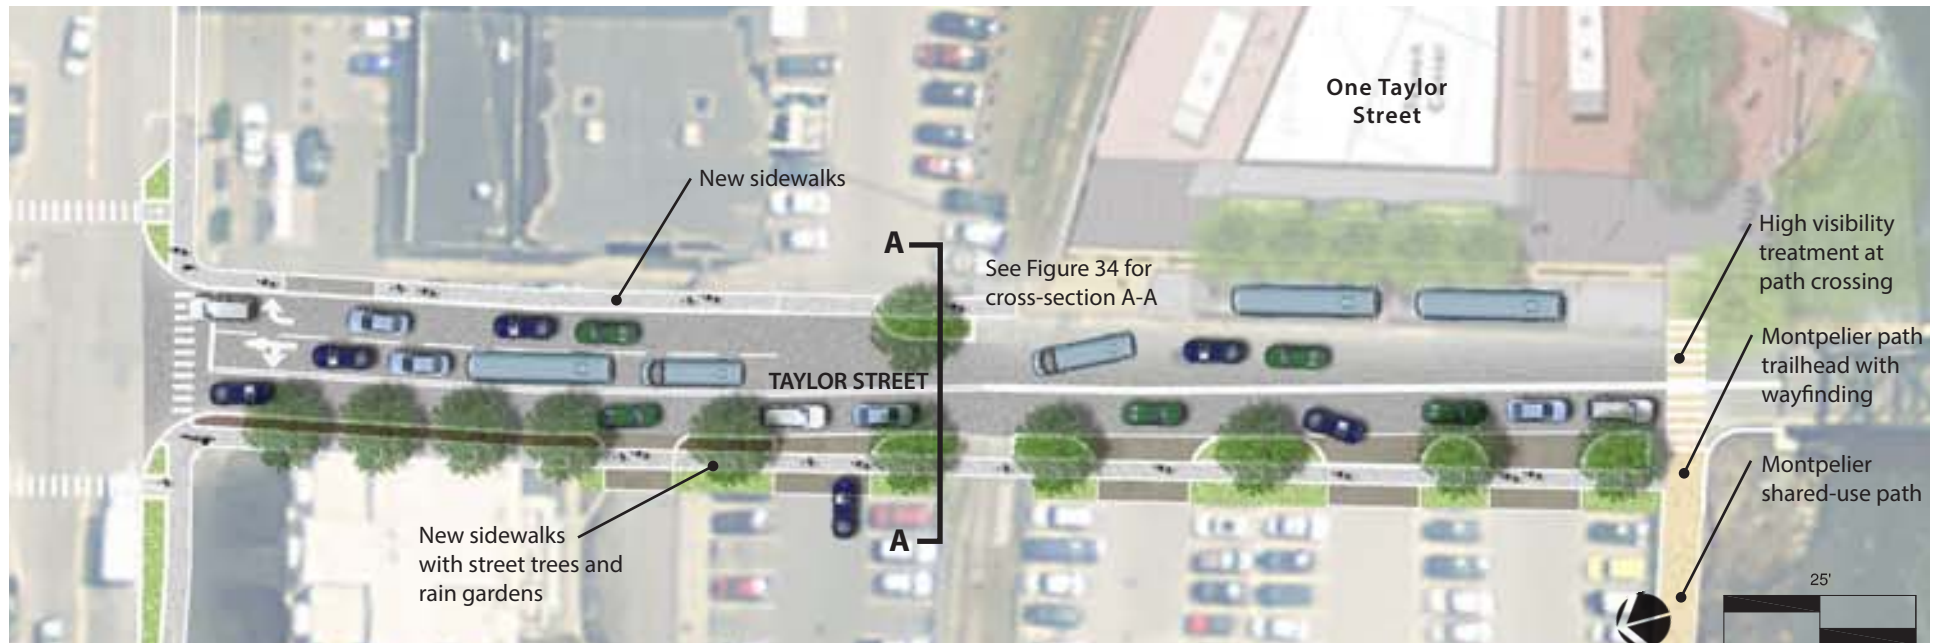 One Taylor
Street
New sidewalks
A
See Figure 34 for
cross-section A-A
High visibility
treatment at
path crossing
Montpelier path
trailhead with
wayfinding
TAYLOR STREET
Montpelier
shared-use path
New sidewalks
with street trees and
rain gardens
A
25'